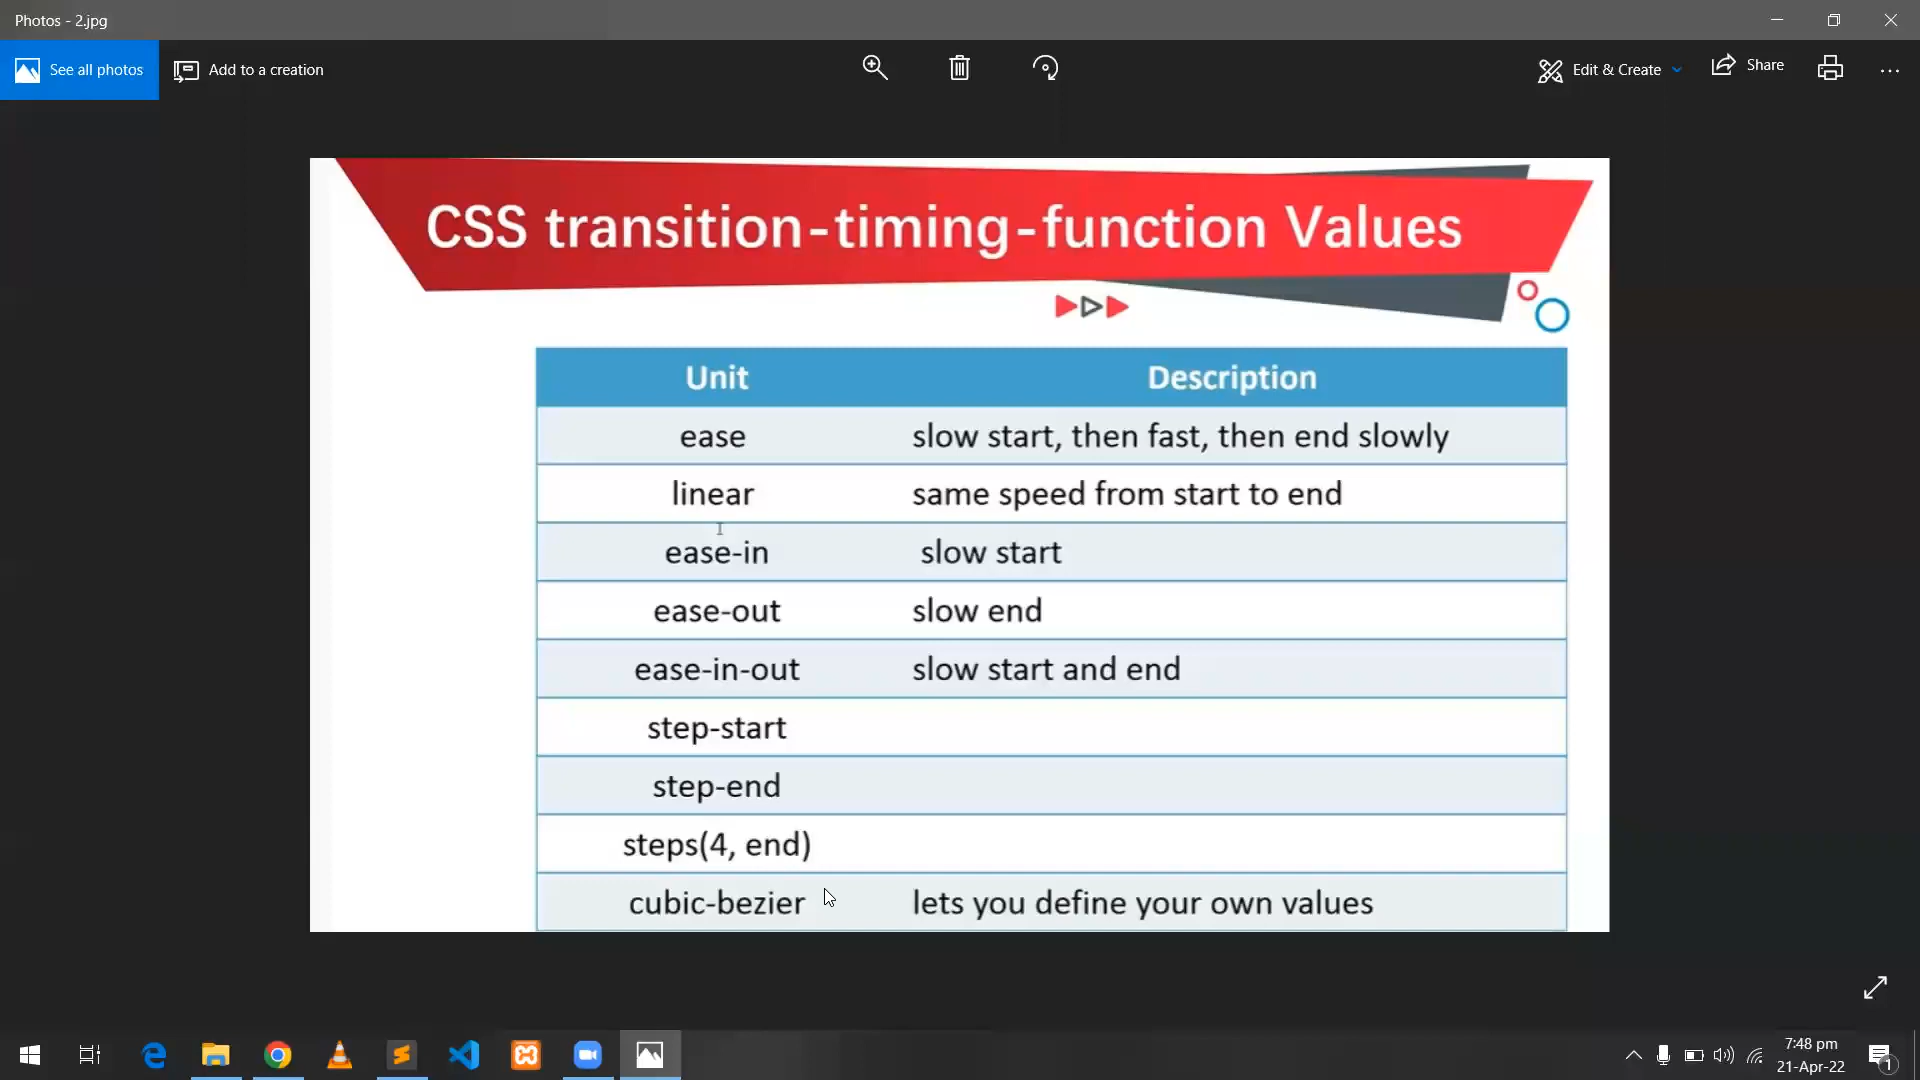 Photos - 2.jpg
See all photos
Add to a creation
Edit & Create
Share
CSS transition-timing-function Values
Unit Description
ease slow start, then fast, then end slowly
linear same speed from start to end
ease-in slow start
ease-out slow end
ease-in-out slow start and end
step-start
step-end
steps(4, end)
cubic-bezier lets you define your own values
7:48 pm
21-Apr-22
1